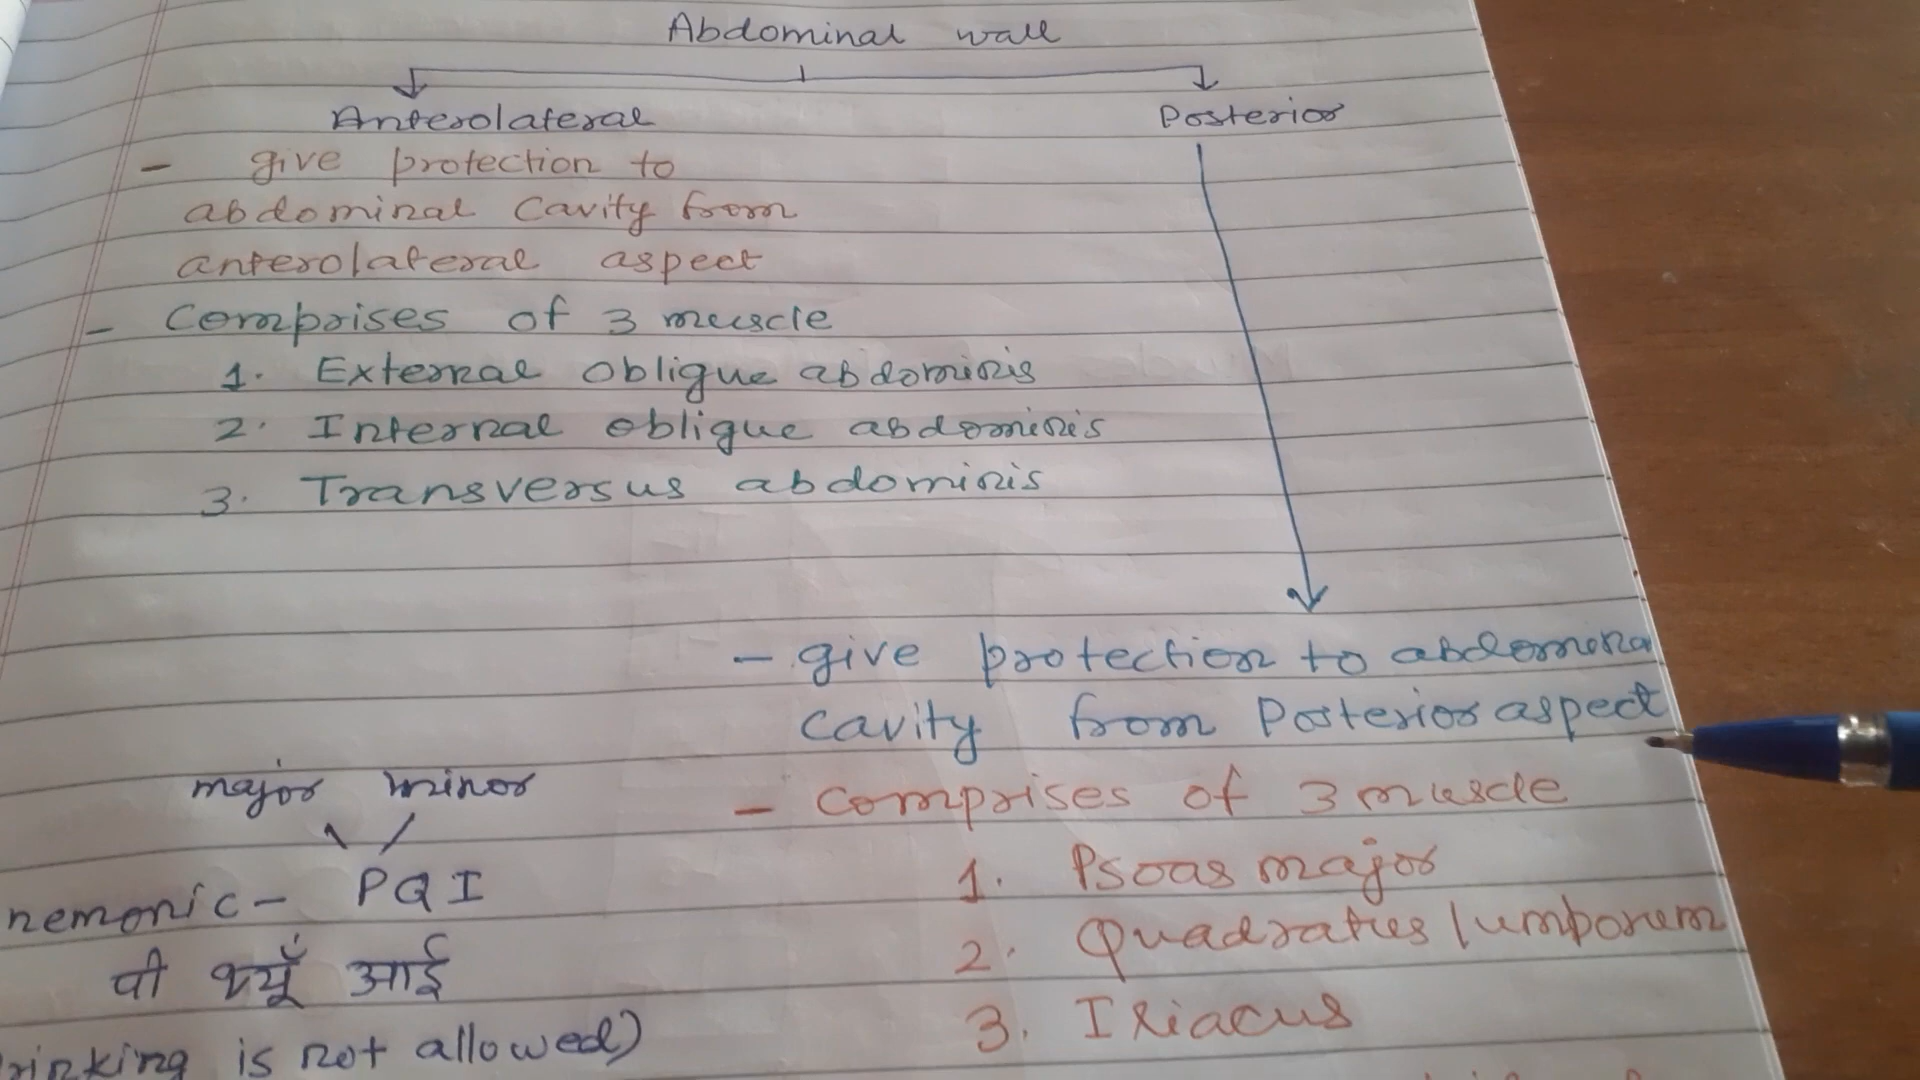 Abdominal wall
Anterolateral
Posterior
- give protection to
abdominal cavity from
anterolateral aspect
- Comprises of 3 muscle
1. External oblique abdominis
2. Internal oblique abdominis
3. Transversus abdominis
- give protection to abdomina
cavity from Posterior aspect
- Comprises of 3 muscle
1. Psoas major
2. Quadratus lumborum
3. Iliacus
major minor
nemonic - PQI
पी क्यूँ आई
rinking is not allowed)